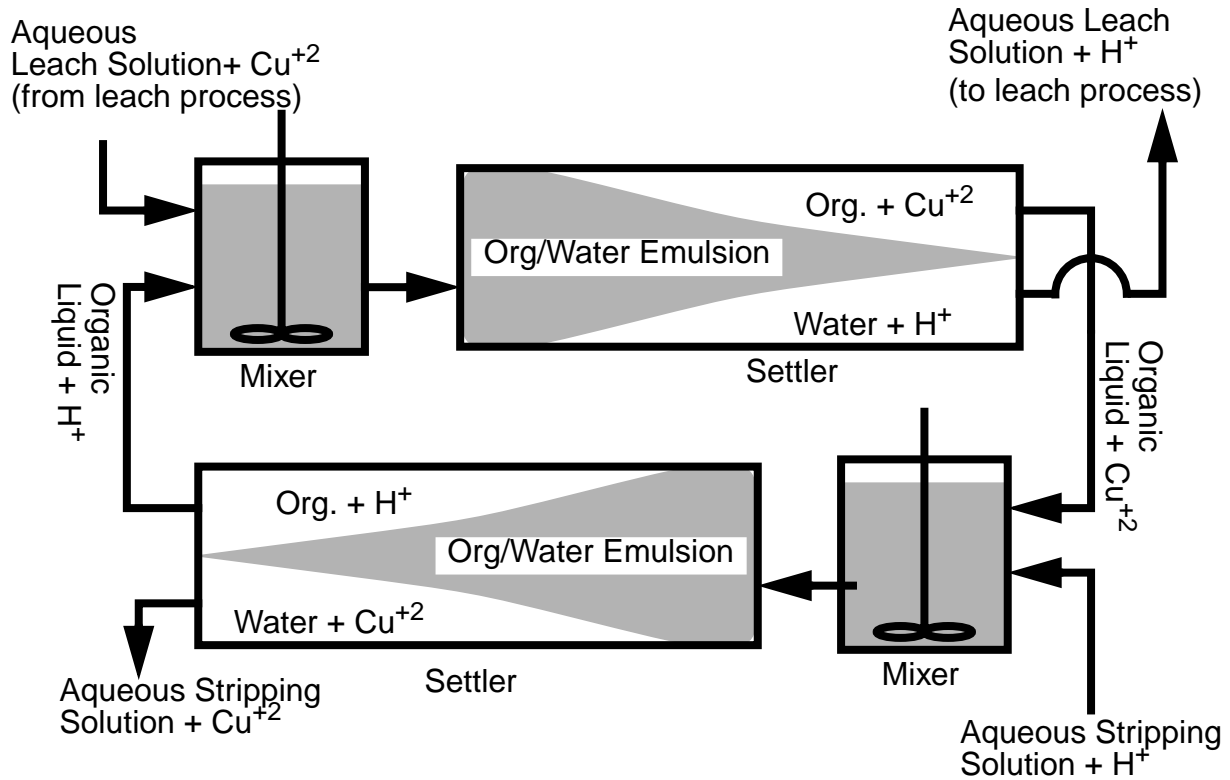 Aqueous
Leach Solution+ Cu+2
(from leach process)
Aqueous Leach
Solution + H+
(to leach process)
Org. + Cu+2
Org/Water Emulsion
Water + H+
Mixer
Settler
Organic
Liquid + H+
Organic
Liquid + Cu+2
Org. + H+
Org/Water Emulsion
Water + Cu+2
Settler
Mixer
Aqueous Stripping
Solution + Cu+2
Aqueous Stripping
Solution + H+